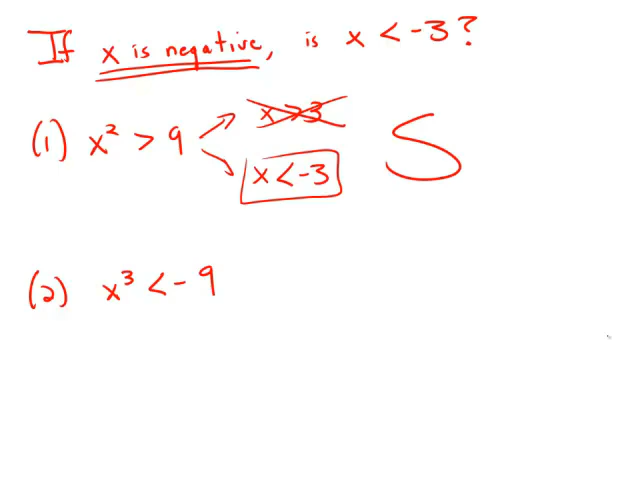 If x is negative, is x < -3?
(1) x² > 9 x > 3 S
x < -3
(2) x³ < -9